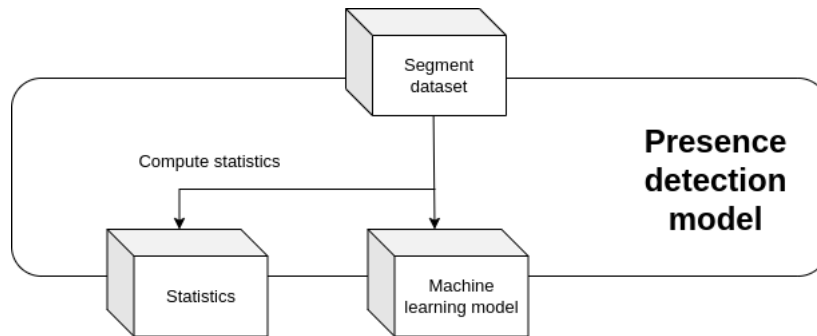 Segment
dataset
Presence
detection
model
Compute statistics
Statistics
Machine
learning model